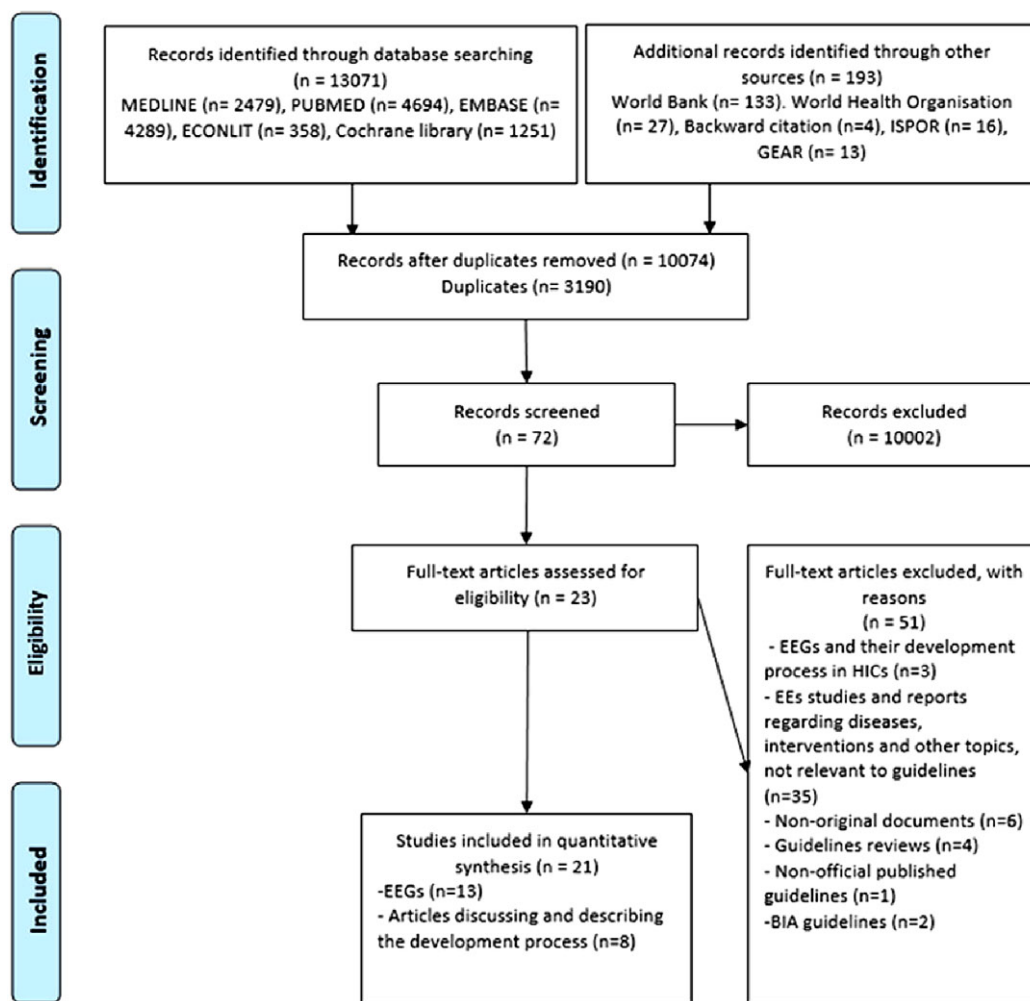 Identification
Records identified through database searching
(n = 13071)
MEDLINE (n= 2479), PUBMED (n= 4694), EMBASE (n=
4289), ECONLIT (n= 358), Cochrane library (n= 1251)
Additional records identified through other
sources (n = 193)
World Bank (n= 133). World Health Organisation
(n= 27), Backward citation (n=4), ISPOR (n= 16),
GEAR (n= 13)
Screening
Records after duplicates removed (n = 10074)
Duplicates (n= 3190)
Records screened
(n = 72)
Records excluded
(n = 10002)
Eligibility
Full-text articles assessed for
eligibility (n = 23)
Full-text articles excluded, with
reasons
(n = 51)
- EEGs and their development
process in HICs (n=3)
- EEs studies and reports
regarding diseases,
interventions and other topics,
not relevant to guidelines
(n=35)
- Non-original documents (n=6)
- Guidelines reviews (n=4)
- Non-official published
guidelines (n=1)
-BIA guidelines (n=2)
Included
Studies included in quantitative
synthesis (n = 21)
-EEGs (n=13)
- Articles discussing and describing
the development process (n=8)